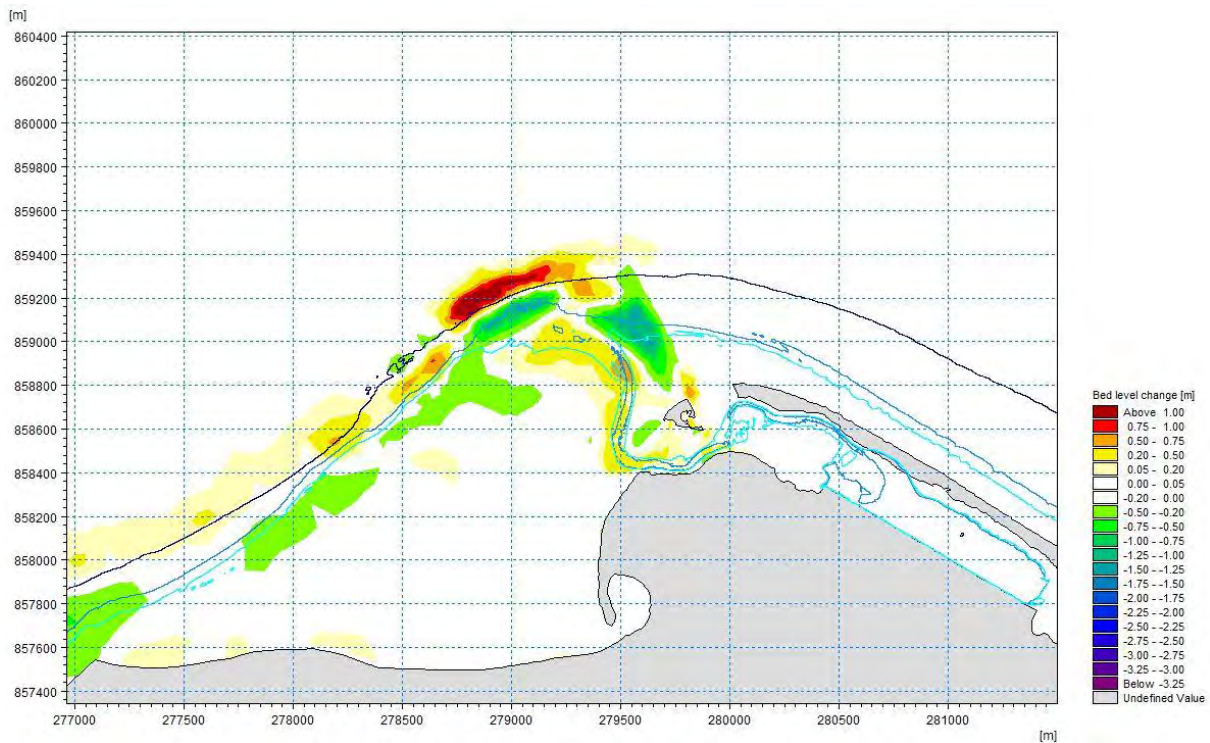 [m]
860400
860200
860000
859800
859600
859400
859200
859000
858800
858600
858400
858200
858000
857800
857600
857400
277000 277500 278000 278500 279000 279500 280000 280500 281000
[m]
Bed level change [m]
Above 1.00
0.75 - 1.00
0.50 - 0.75
0.20 - 0.50
0.05 - 0.20
0.00 - 0.05
-0.20 - 0.00
-0.50 - -0.20
-0.75 - -0.50
-1.00 - -0.75
-1.25 - -1.00
-1.50 - -1.25
-1.75 - -1.50
-2.00 - -1.75
-2.25 - -2.00
-2.50 - -2.25
-2.75 - -2.50
-3.00 - -2.75
-3.25 - -3.00
Below -3.25
Undefined Value